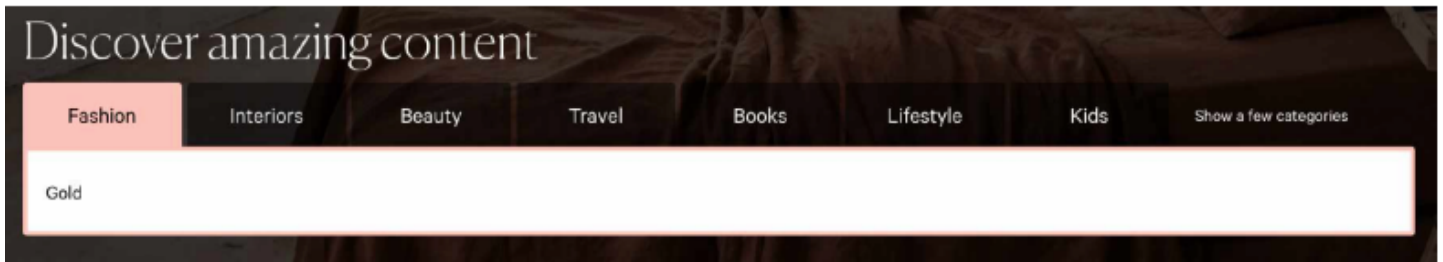 Discover amazing content
Fashion Interiors Beauty Travel Books Lifestyle Kids Show a few categories
Gold